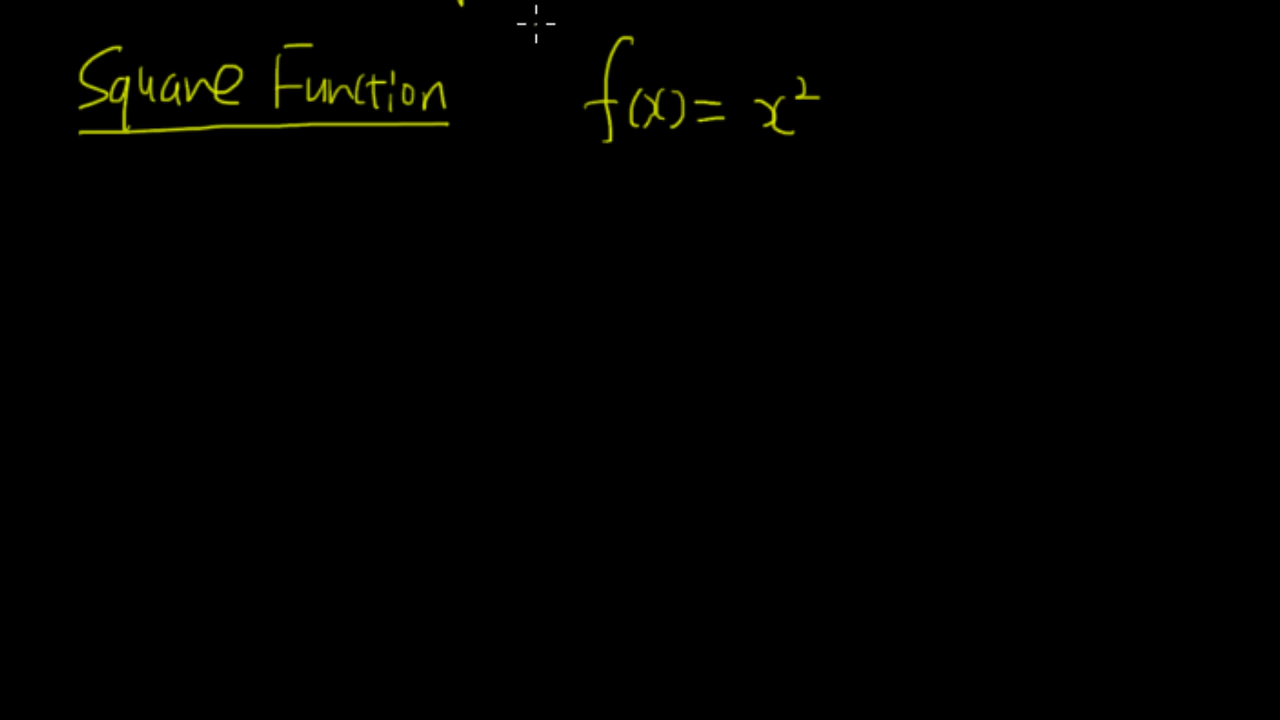 Square Function f(x) = x²